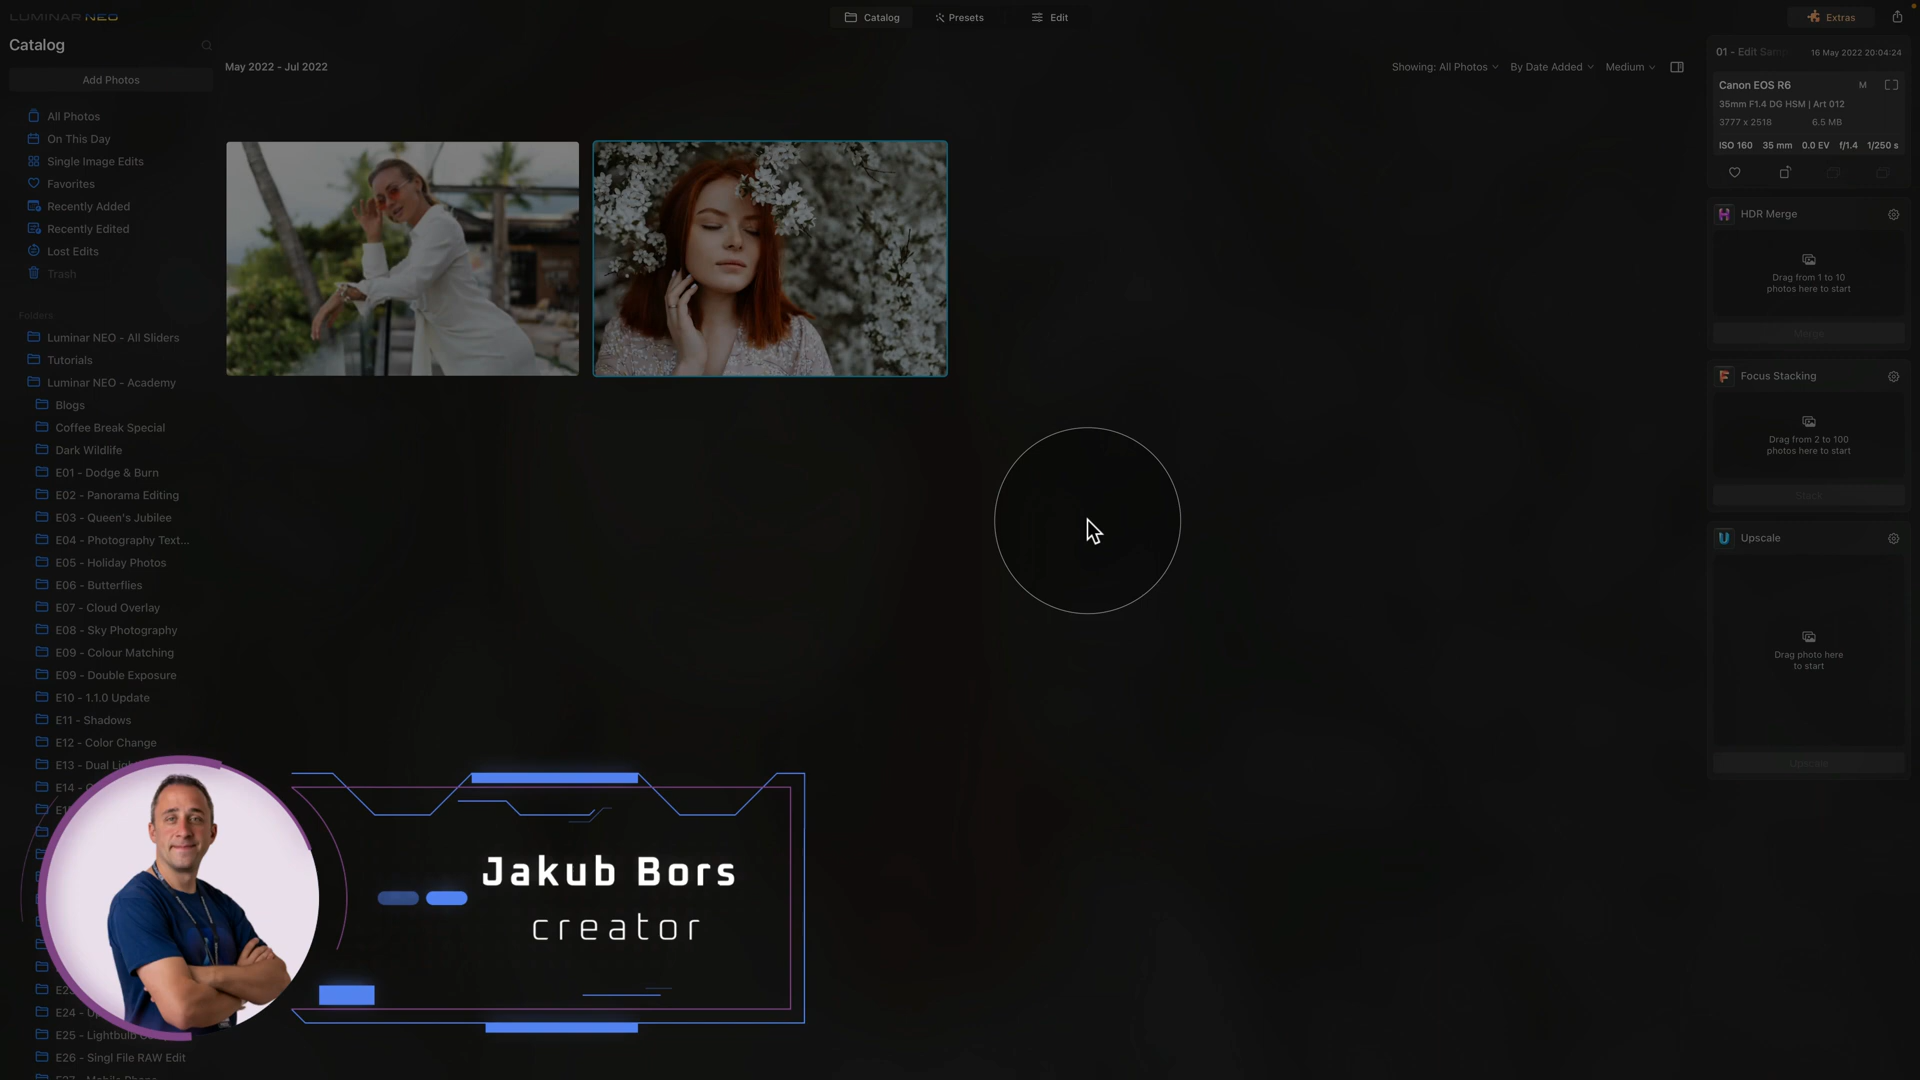 LUMINAR NEO
Catalog
Presets
Edit
Extras
Catalog
Add Photos
All Photos
On This Day
Single Image Edits
Favorites
Recently Added
Recently Edited
Lost Edits
Trash
Folders
Luminar NEO - All Sliders
Tutorials
Luminar NEO - Academy
Blogs
Coffee Break Special
Dark Wildlife
E01 - Dodge & Burn
E02 - Panorama Editing
E03 - Queen's Jubilee
E04 - Photography Text...
E05 - Holiday Photos
E06 - Butterflies
E07 - Cloud Overlay
E08 - Sky Photography
E09 - Colour Matching
E09 - Double Exposure
E10 - 1.1.0 Update
E11 - Shadows
E12 - Color Change
E13 - Dual
E14 -
E24 -
E25 - Lightbulb
E26 - Singl File RAW Edit
May 2022 - Jul 2022
Showing: All Photos
By Date Added
Medium
Jakub Bors
creator
01 - Edit Sam
16 May 2022 20:04:24
Canon EOS R6
M
35mm F1.4 DG HSM | Art 012
3777 x 2518
6.5 MB
ISO 160
35 mm
0.0 EV
f/1.4
1/250 s
HDR Merge
Drag from 1 to 10
photos here to start
Merge
Focus Stacking
Drag from 2 to 100
photos here to start
Stack
Upscale
Drag photo here
to start
Upscale